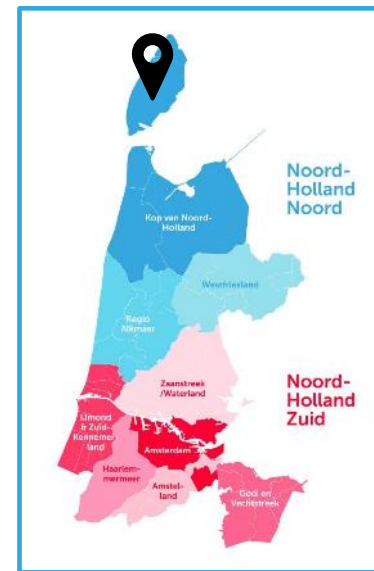 Noord-
Holland
Noord
Kop van Noord-
Holland
Westfriesland
Regio
Alkmaar
Noord-
Holland
Zuid
Zaanstreek
/Waterland
IJmond
& Zuid-
Kennemer
land
Amsterdam
Haarlem-
mermeer
Amstel-
land
Gooi en
Vechtstreek